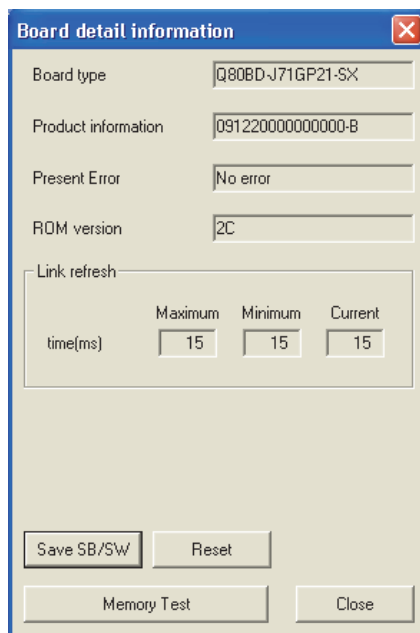 Board detail information
Board type Q80BD-J71GP21-SX
Product information 091220000000000-B
Present Error No error
ROM version 2C
Link refresh
Maximum Minimum Current
time(ms) 15 15 15
Save SB/SW Reset
Memory Test Close